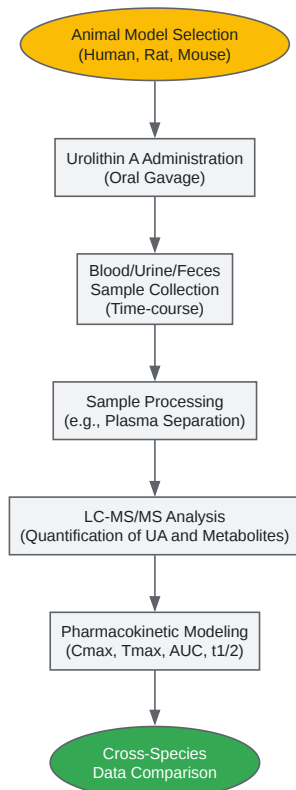 Animal Model Selection
(Human, Rat, Mouse)
Urolithin A Administration
(Oral Gavage)
Blood/Urine/Feces
Sample Collection
(Time-course)
Sample Processing
(e.g., Plasma Separation)
LC-MS/MS Analysis
(Quantification of UA and Metabolites)
Pharmacokinetic Modeling
(Cmax, Tmax, AUC, t1/2)
Cross-Species
Data Comparison